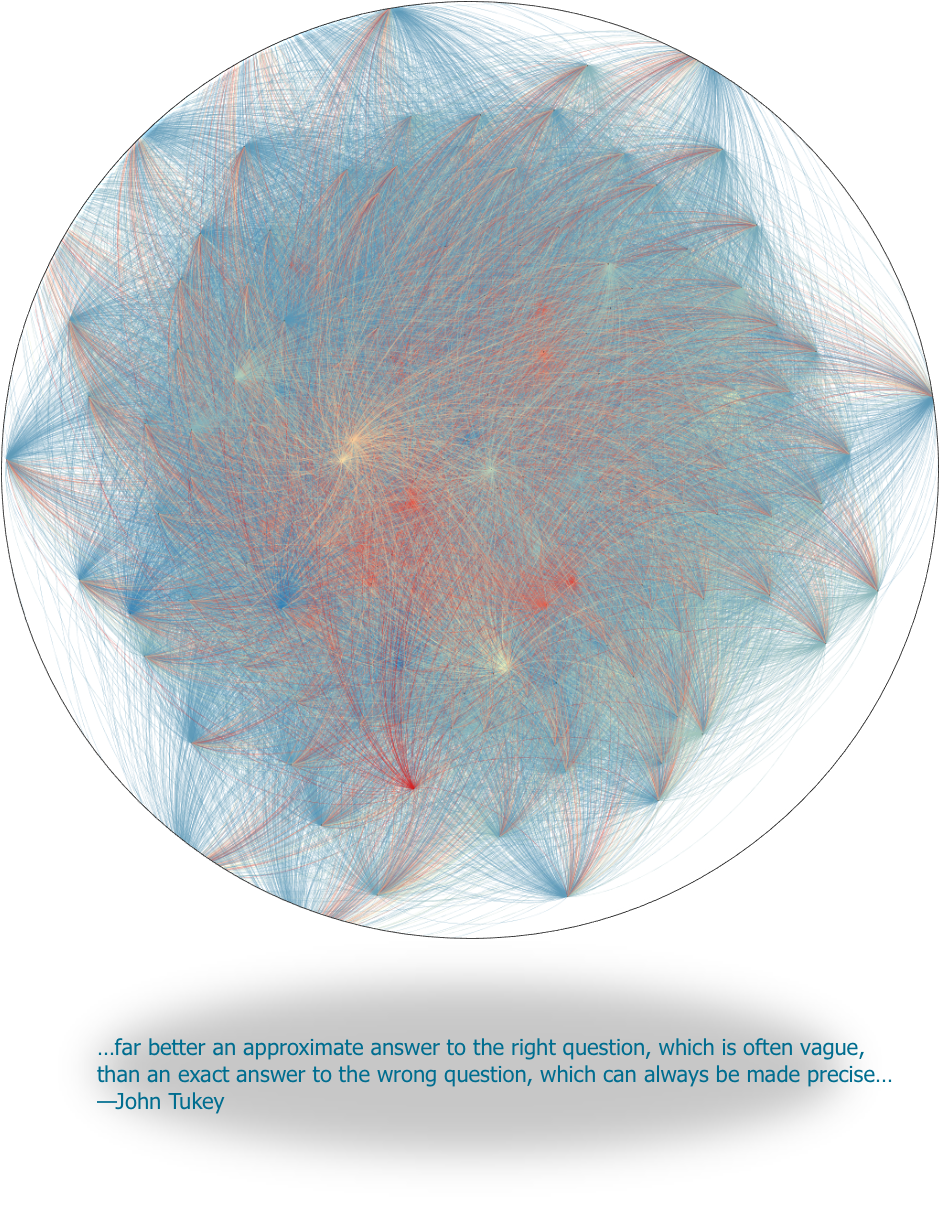 …far better an approximate answer to the right question, which is often vague,
than an exact answer to the wrong question, which can always be made precise…
—John Tukey